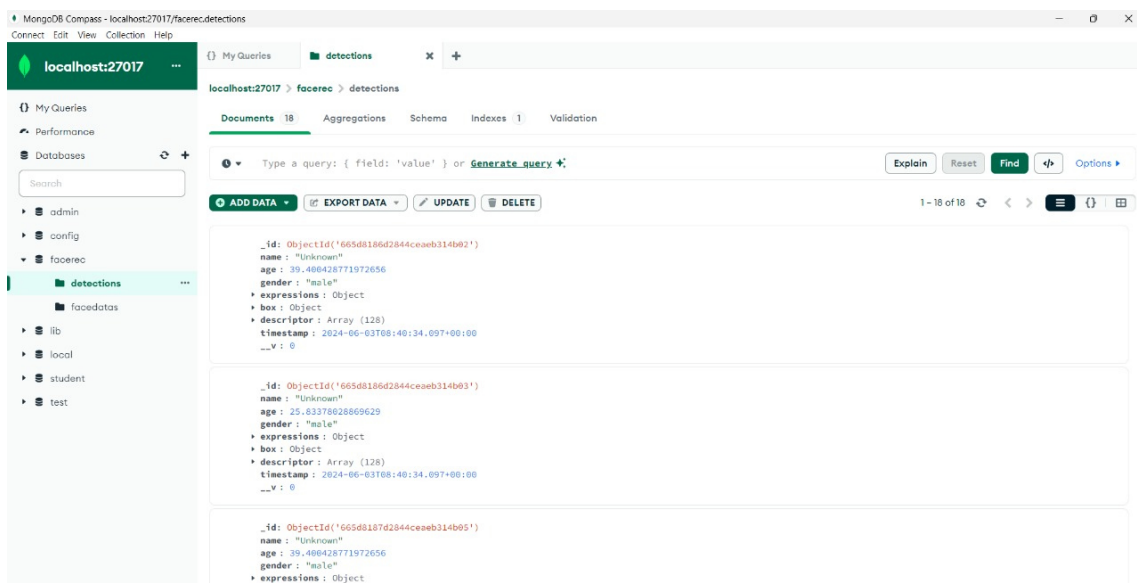 MongoDB Compass - localhost:27017/facerec.detections
Connect Edit View Collection Help
localhost:27017 ...
{} My Queries
Performance
Databases
Search
admin
config
facerec
detections ...
facedatas
lib
local
student
test
{} My Queries detections
localhost:27017 > facerec > detections
Documents 18 Aggregations Schema Indexes 1 Validation
Type a query: { field: 'value' } or Generate query
Explain Reset Find </> Options
ADD DATA EXPORT DATA UPDATE DELETE
1 – 18 of 18 {}
_id: ObjectId('665d8186d2844ceaeb314b02')
name : "Unknown"
age : 39.400428771972656
gender : "male"
expressions : Object
box : Object
descriptor : Array (128)
timestamp : 2024-06-03T08:40:34.097+00:00
__v : 0
_id: ObjectId('665d8186d2844ceaeb314b03')
name : "Unknown"
age : 25.83378028869629
gender : "male"
expressions : Object
box : Object
descriptor : Array (128)
timestamp : 2024-06-03T08:40:34.097+00:00
__v : 0
_id: ObjectId('665d8187d2844ceaeb314b05')
name : "Unknown"
age : 39.400428771972656
gender : "male"
expressions : Object